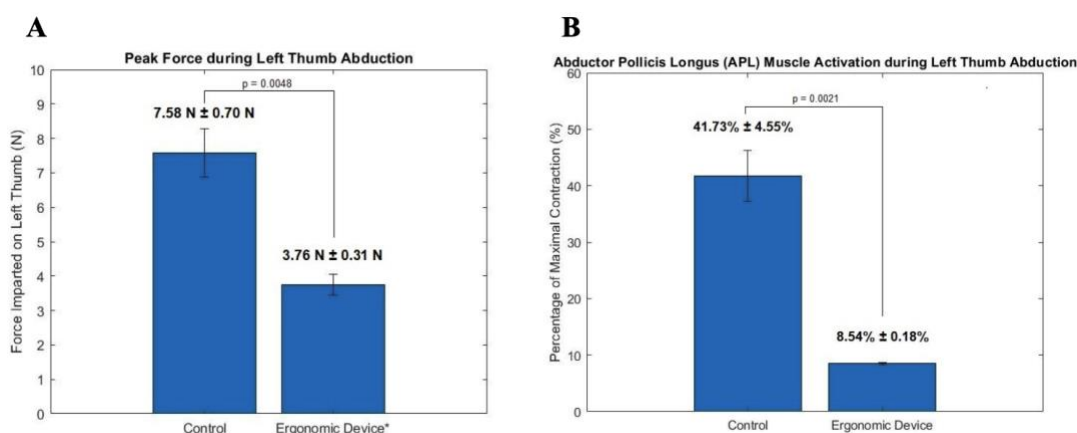 A
Peak Force during Left Thumb Abduction
Force Imparted on Left Thumb (N)
10
9
8
7
6
5
4
3
2
1
0
p = 0.0048
7.58 N ± 0.70 N
3.76 N ± 0.31 N
Control
Ergonomic Device*
B
Abductor Pollicis Longus (APL) Muscle Activation during Left Thumb Abduction
Percentage of Maximal Contraction (%)
60
50
40
30
20
10
0
p = 0.0021
41.73% ± 4.55%
8.54% ± 0.18%
Control
Ergonomic Device